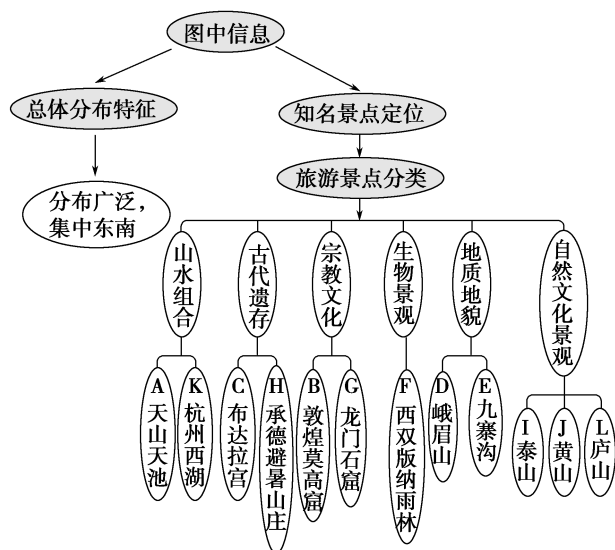 图中信息
总体分布特征
知名景点定位
旅游景点分类
分布广泛，
集中东南
山水组合
古代遗存
宗教文化
生物景观
地质地貌
自然文化景观
A天山天池
K杭州西湖
C布达拉宫
H承德避暑山庄
B敦煌莫高窟
G龙门石窟
F西双版纳雨林
D峨眉山
E九寨沟
I泰山
J黄山
L庐山